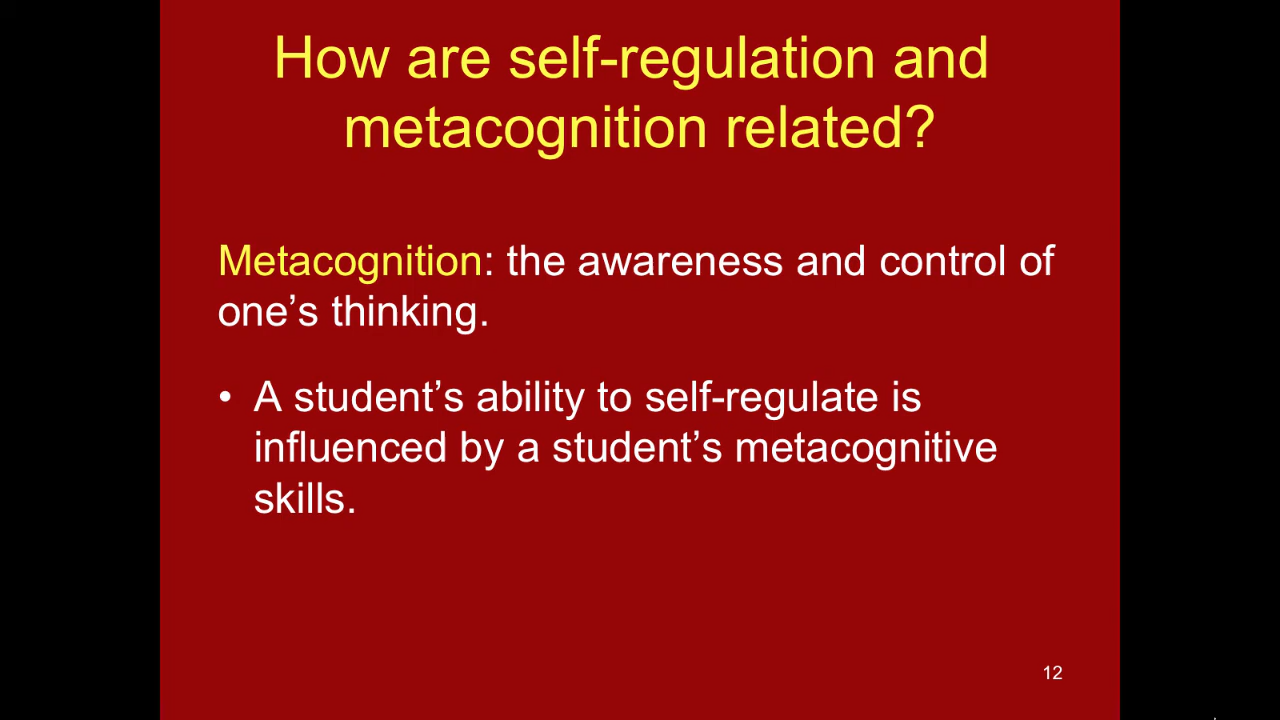 How are self-regulation and
metacognition related?
Metacognition: the awareness and control of
one’s thinking.
• A student’s ability to self-regulate is
influenced by a student’s metacognitive
skills.
12